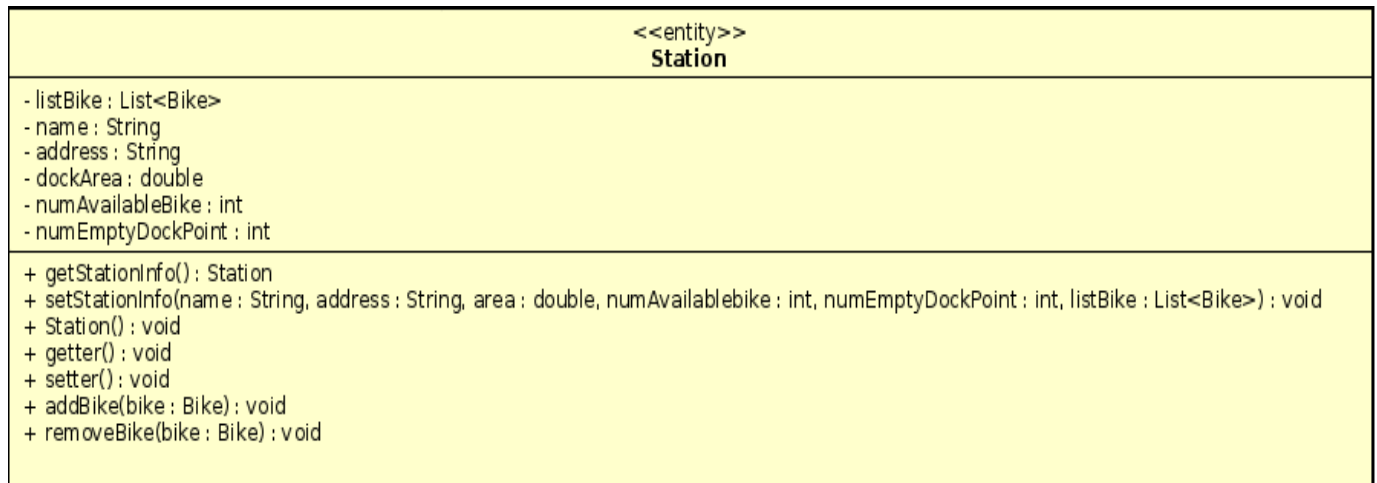 <<entity>>
Station
- listBike : List<Bike>
- name : String
- address : String
- dockArea : double
- numAvailableBike : int
- numEmptyDockPoint : int
+ getStationInfo() : Station
+ setStationInfo(name : String, address : String, area : double, numAvailablebike : int, numEmptyDockPoint : int, listBike : List<Bike>) : void
+ Station() : void
+ getter() : void
+ setter() : void
+ addBike(bike : Bike) : void
+ removeBike(bike : Bike) : void